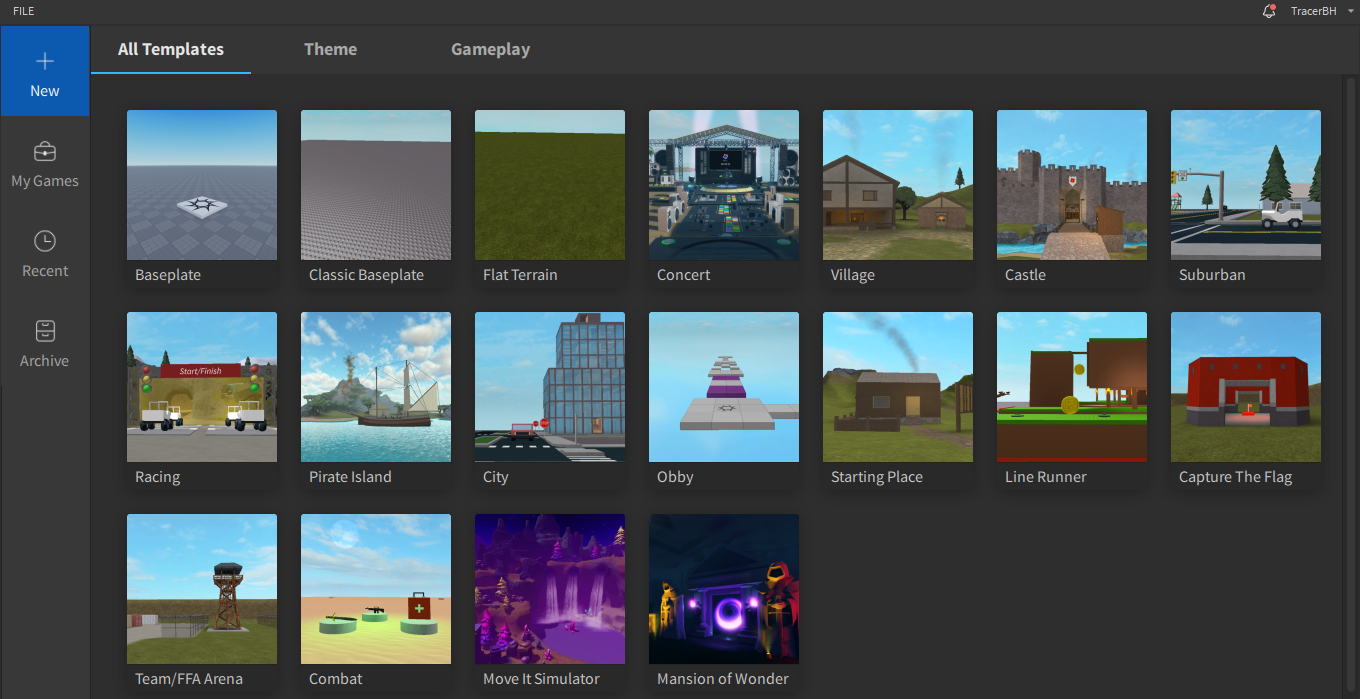 FILE
TracerBH
New
My Games
Recent
Archive
All Templates
Theme
Gameplay
Baseplate
Classic Baseplate
Flat Terrain
Concert
Village
Castle
Suburban
Start/Finish
Racing
Pirate Island
City
Obby
Starting Place
Line Runner
Capture The Flag
Team/FFA Arena
Combat
Move It Simulator
Mansion of Wonder